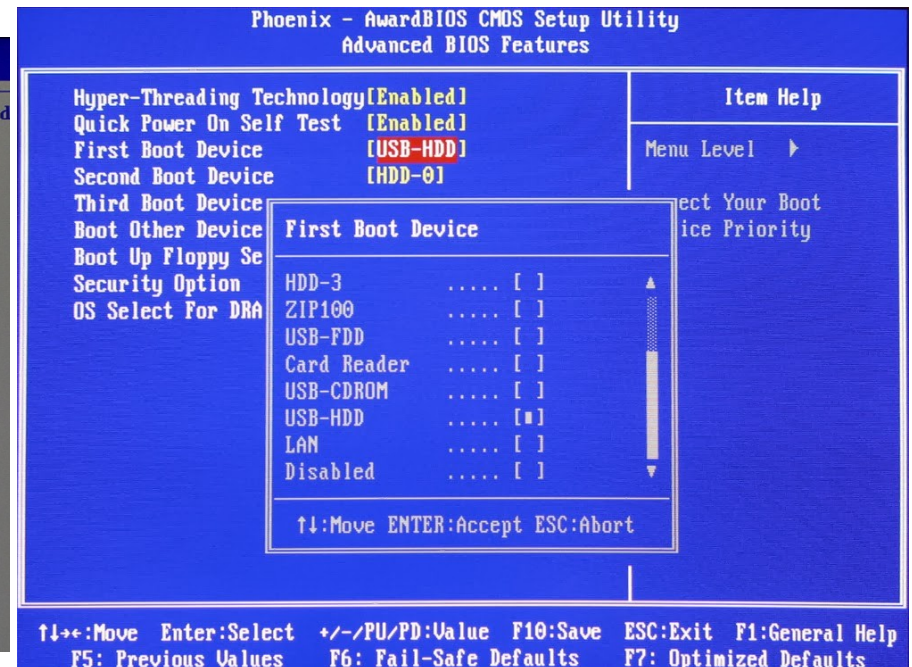 Phoenix - AwardBIOS CMOS Setup Utility
Advanced BIOS Features
Hyper-Threading Technology[Enabled]
Quick Power On Self Test [Enabled]
First Boot Device [USB-HDD]
Second Boot Device [HDD-0]
Third Boot Device
Boot Other Device
Boot Up Floppy Se
Security Option
OS Select For DRA
First Boot Device
HDD-3 ..... [ ]
ZIP100 ..... [ ]
USB-FDD ..... [ ]
Card Reader ..... [ ]
USB-CDROM ..... [ ]
USB-HDD ..... [▪]
LAN ..... [ ]
Disabled ..... [ ]
↑↓:Move ENTER:Accept ESC:Abort
Item Help
Menu Level ▸
ect Your Boot
ice Priority
↑↓→←:Move Enter:Select +/-/PU/PD:Value F10:Save ESC:Exit F1:General Help
F5: Previous Values F6: Fail-Safe Defaults F7: Optimized Defaults